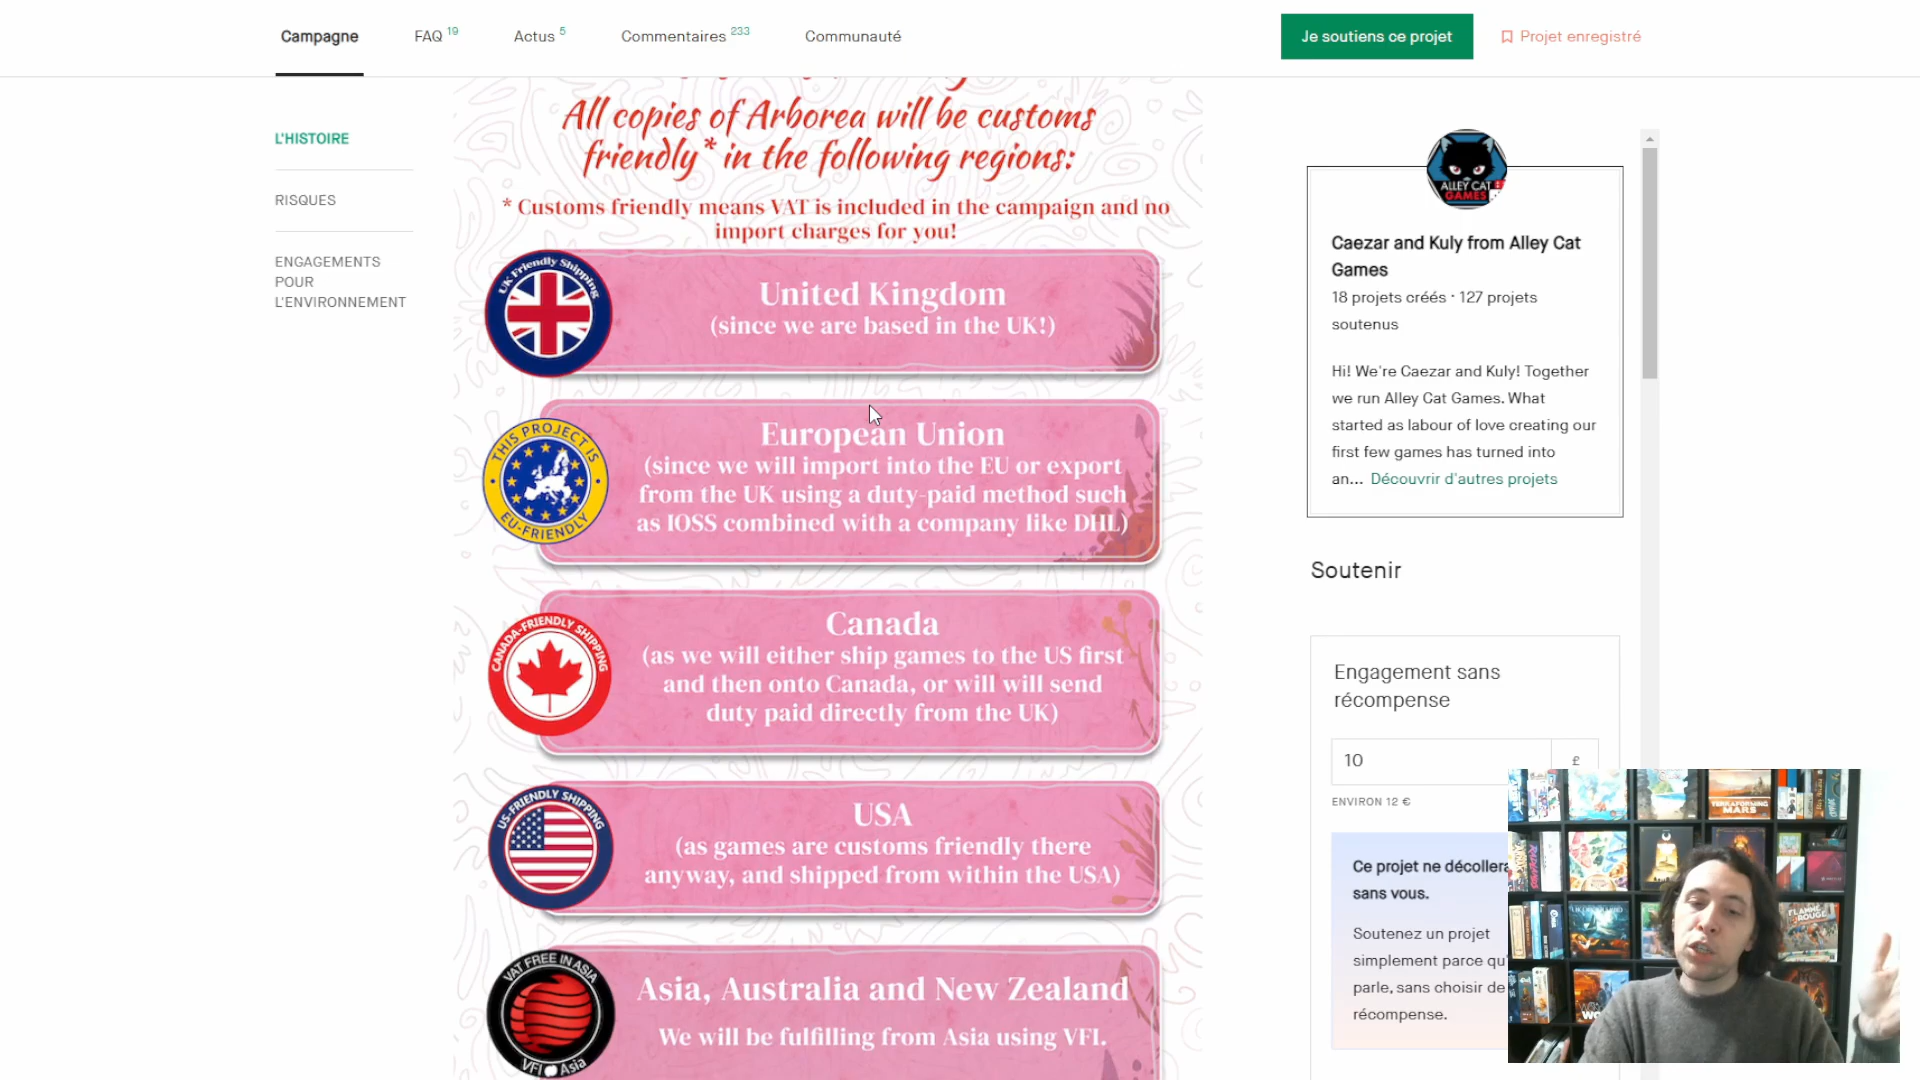 Campagne
FAQ 19
Actus 5
Commentaires 233
Communauté
Je soutiens ce projet
Projet enregistré
L'HISTOIRE
RISQUES
ENGAGEMENTS
POUR
L'ENVIRONNEMENT
All copies of Arborea will be customs
friendly* in the following regions:
* Customs friendly means VAT is included in the campaign and no
import charges for you!
UK Friendly Shipping
United Kingdom
(since we are based in the UK!)
THIS PROJECT IS
EU-FRIENDLY
European Union
(since we will import into the EU or export
from the UK using a duty-paid method such
as IOSS combined with a company like DHL)
CANADA-FRIENDLY SHIPPING
Canada
(as we will either ship games to the US first
and then onto Canada, or will will send
duty paid directly from the UK)
US-FRIENDLY SHIPPING
USA
(as games are customs friendly there
anyway, and shipped from within the USA)
VAT FREE IN ASIA
VFI Asia
Asia, Australia and New Zealand
We will be fulfilling from Asia using VFI.
ALLEY CAT
GAMES
Caezar and Kuly from Alley Cat
Games
18 projets créés · 127 projets
soutenus
Hi! We're Caezar and Kuly! Together
we run Alley Cat Games. What
started as labour of love creating our
first few games has turned into
an... Découvrir d'autres projets
Soutenir
Engagement sans
récompense
10 £
ENVIRON 12 €
Ce projet ne décollera
sans vous.
Soutenez un projet
simplement parce qu'
parle, sans choisir de
récompense.
TERRAFORMING
MARS
FLAMME
ROUGE